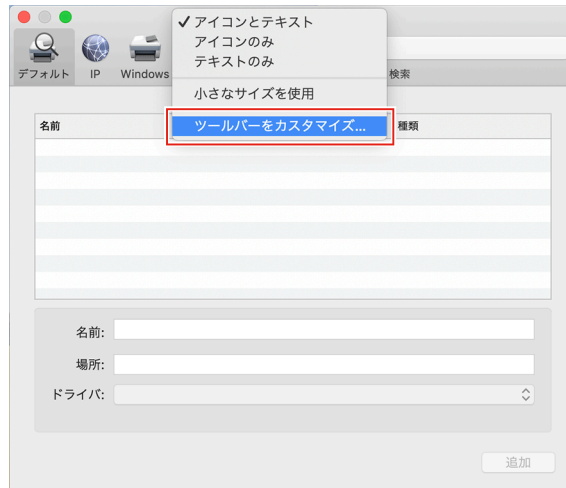 ✓アイコンとテキスト
アイコンのみ
テキストのみ
小さなサイズを使用
ツールバーをカスタマイズ...
デフォルト IP Windows 検索
名前 種類
名前:
場所:
ドライバ:
追加